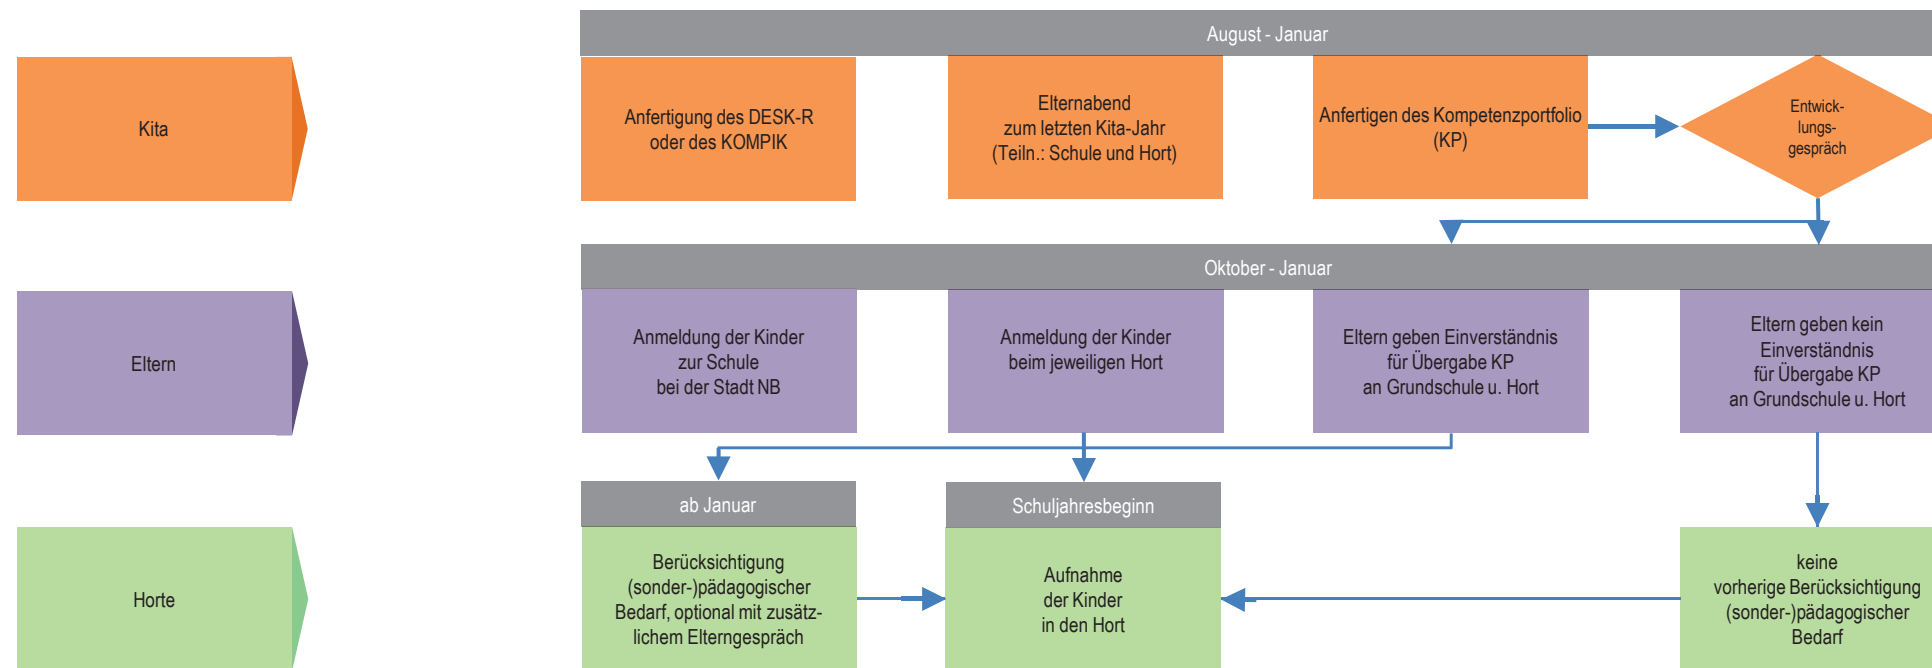 August - Januar
Kita
Anfertigung des DESK-R
oder des KOMPIK
Elternabend
zum letzten Kita-Jahr
(Teiln.: Schule und Hort)
Anfertigen des Kompetenzportfolio
(KP)
Entwick-
lungs-
gespräch
Oktober - Januar
Eltern
Anmeldung der Kinder
zur Schule
bei der Stadt NB
Anmeldung der Kinder
beim jeweiligen Hort
Eltern geben Einverständnis
für Übergabe KP
an Grundschule u. Hort
Eltern geben kein
Einverständnis
für Übergabe KP
an Grundschule u. Hort
ab Januar
Schuljahresbeginn
Horte
Berücksichtigung
(sonder-)pädagogischer
Bedarf, optional mit zusätz-
lichem Elterngespräch
Aufnahme
der Kinder
in den Hort
keine
vorherige Berücksichtigung
(sonder-)pädagogischer
Bedarf